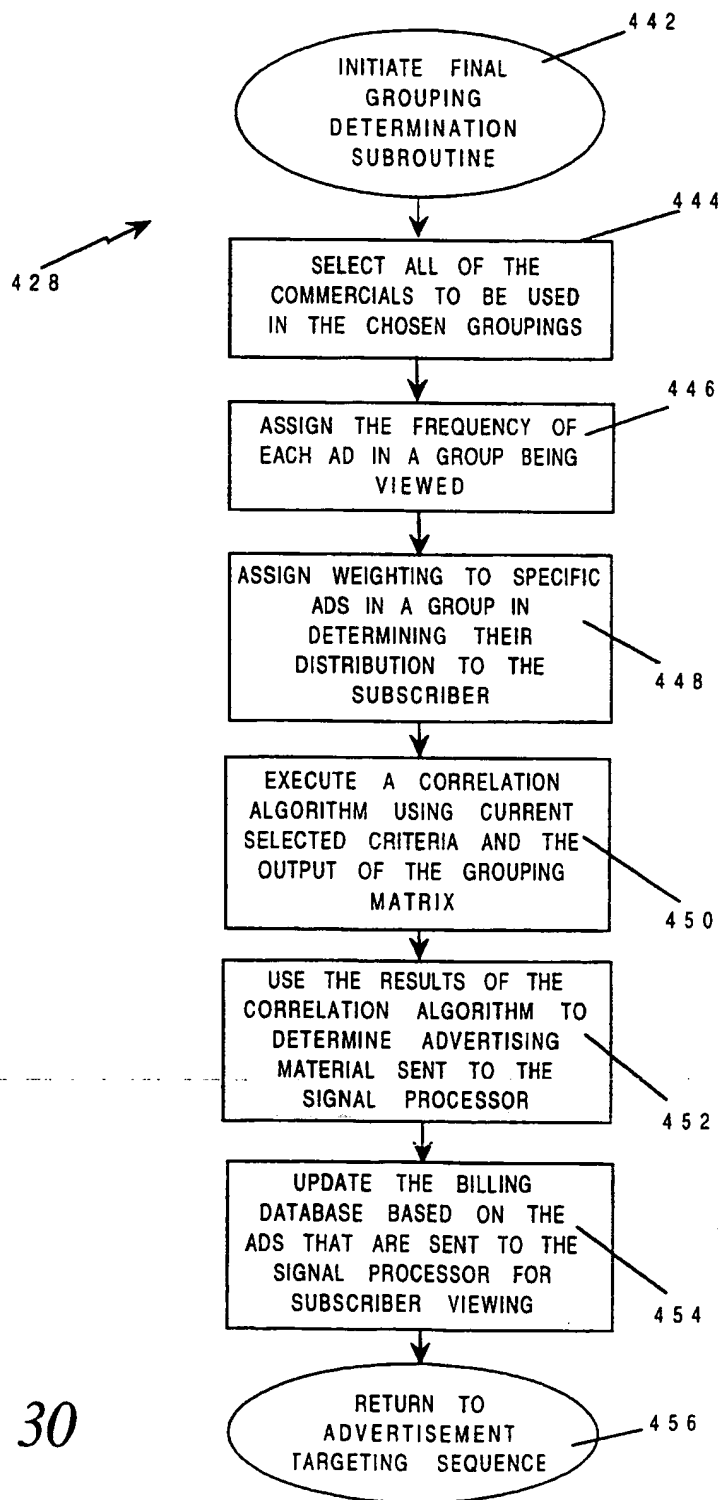 442
INITIATE FINAL
GROUPING
DETERMINATION
SUBROUTINE
428
444
SELECT ALL OF THE
COMMERCIALS TO BE USED
IN THE CHOSEN GROUPINGS
446
ASSIGN THE FREQUENCY OF
EACH AD IN A GROUP BEING
VIEWED
ASSIGN WEIGHTING TO SPECIFIC
ADS IN A GROUP IN
DETERMINING THEIR
DISTRIBUTION TO THE
SUBSCRIBER
448
EXECUTE A CORRELATION
ALGORITHM USING CURRENT
SELECTED CRITERIA AND THE
OUTPUT OF THE GROUPING
MATRIX
450
USE THE RESULTS OF THE
CORRELATION ALGORITHM TO
DETERMINE ADVERTISING
MATERIAL SENT TO THE
SIGNAL PROCESSOR
452
UPDATE THE BILLING
DATABASE BASED ON THE
ADS THAT ARE SENT TO THE
SIGNAL PROCESSOR FOR
SUBSCRIBER VIEWING
454
RETURN TO
ADVERTISEMENT
TARGETING SEQUENCE
456
30